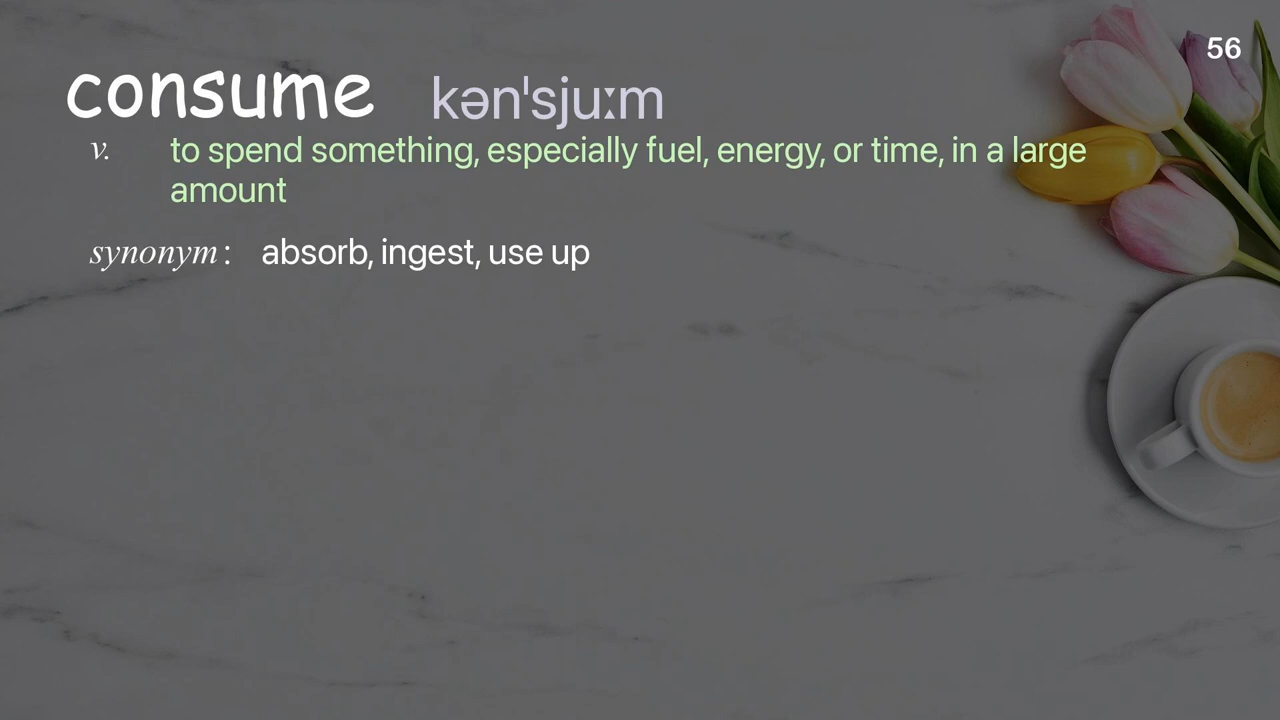 56
consume kən'sjuːm
v. to spend something, especially fuel, energy, or time, in a large
amount
synonym : absorb, ingest, use up